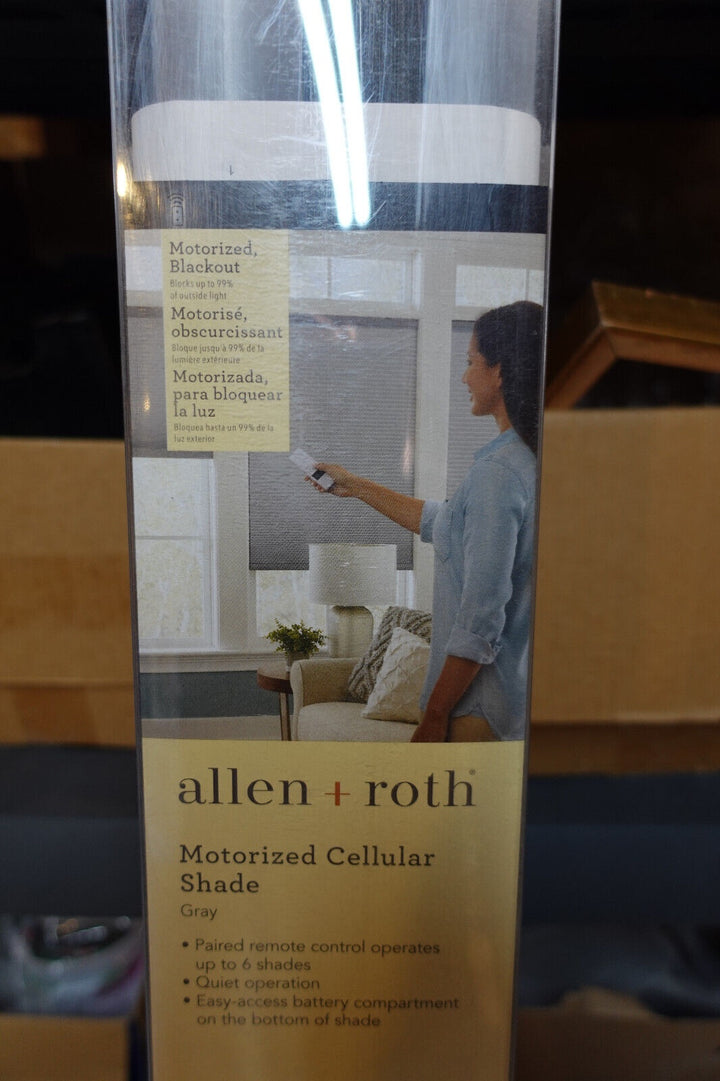 Motorized,
Blackout
Blocks up to 99%
of outside light
Motorisé,
obscurcissant
Bloque jusqu'à 99% de la
lumière extérieure
Motorizada,
para bloquear
la luz
Bloquea hasta un 99% de la
luz exterior
allen + roth®
Motorized Cellular
Shade
Gray
• Paired remote control operates
up to 6 shades
• Quiet operation
• Easy-access battery compartment
on the bottom of shade